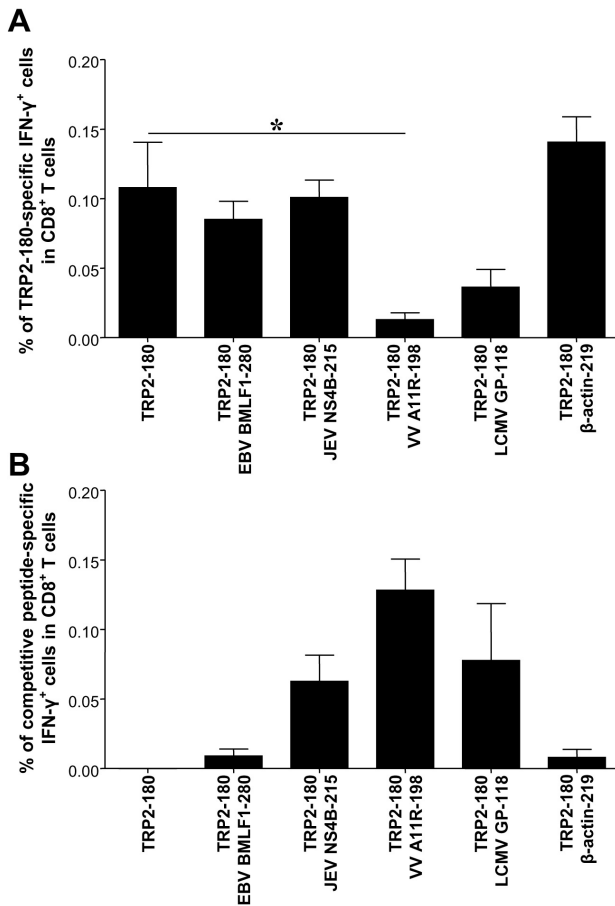 A
% of TRP2-180-specific IFN-γ+ cells
in CD8+ T cells
0.20
0.15
0.10
0.05
0.00
*
TRP2-180
TRP2-180
EBV BMLF1-280
TRP2-180
JEV NS4B-215
TRP2-180
VV A11R-198
TRP2-180
LCMV GP-118
TRP2-180
β-actin-219
B
% of competitive peptide-specific
IFN-γ+ cells in CD8+ T cells
0.20
0.15
0.10
0.05
0.00
TRP2-180
TRP2-180
EBV BMLF1-280
TRP2-180
JEV NS4B-215
TRP2-180
VV A11R-198
TRP2-180
LCMV GP-118
TRP2-180
β-actin-219